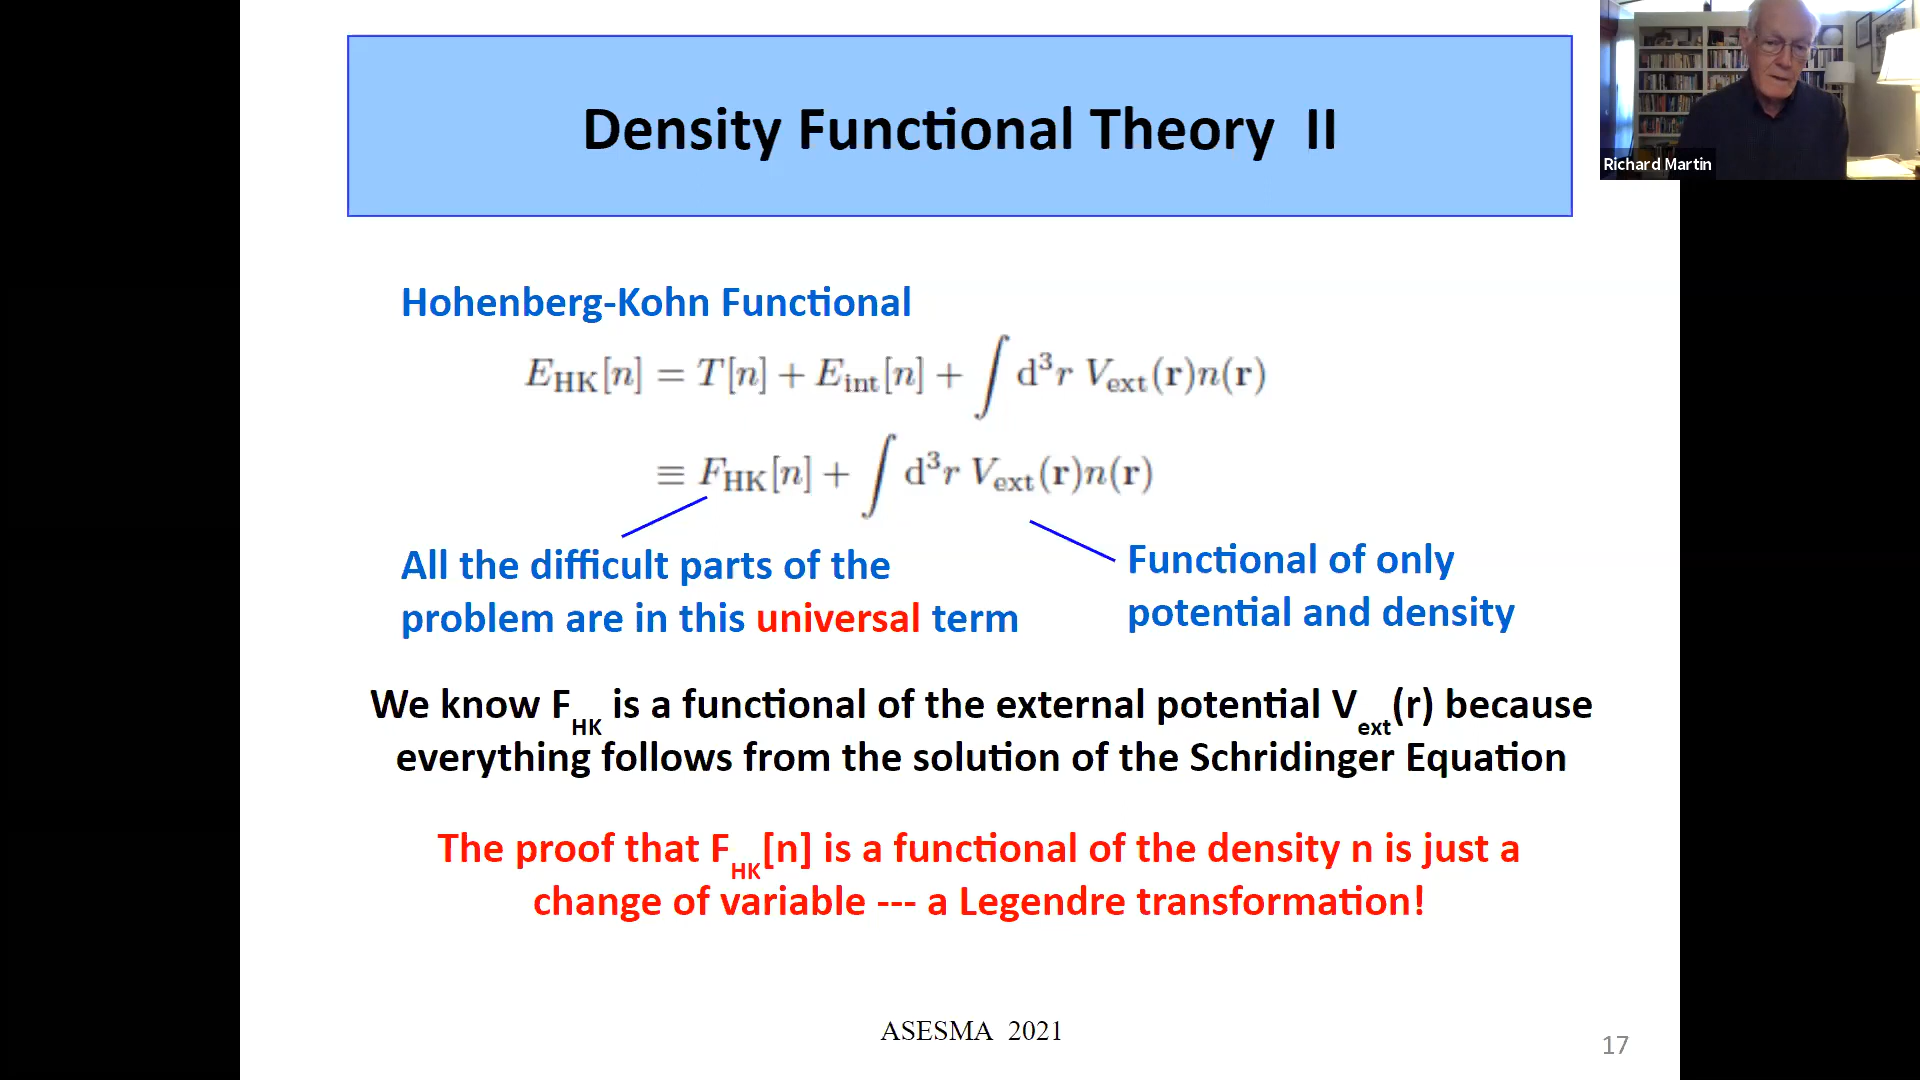 Density Functional Theory II
Richard Martin
Hohenberg-Kohn Functional
E_HK[n] = T[n] + E_int[n] + ∫ d³r V_ext(r)n(r)
≡ F_HK[n] + ∫ d³r V_ext(r)n(r)
All the difficult parts of the
problem are in this universal term
Functional of only
potential and density
We know F_HK is a functional of the external potential V_ext(r) because
everything follows from the solution of the Schridinger Equation
The proof that F_HK[n] is a functional of the density n is just a
change of variable --- a Legendre transformation!
ASESMA 2021
17